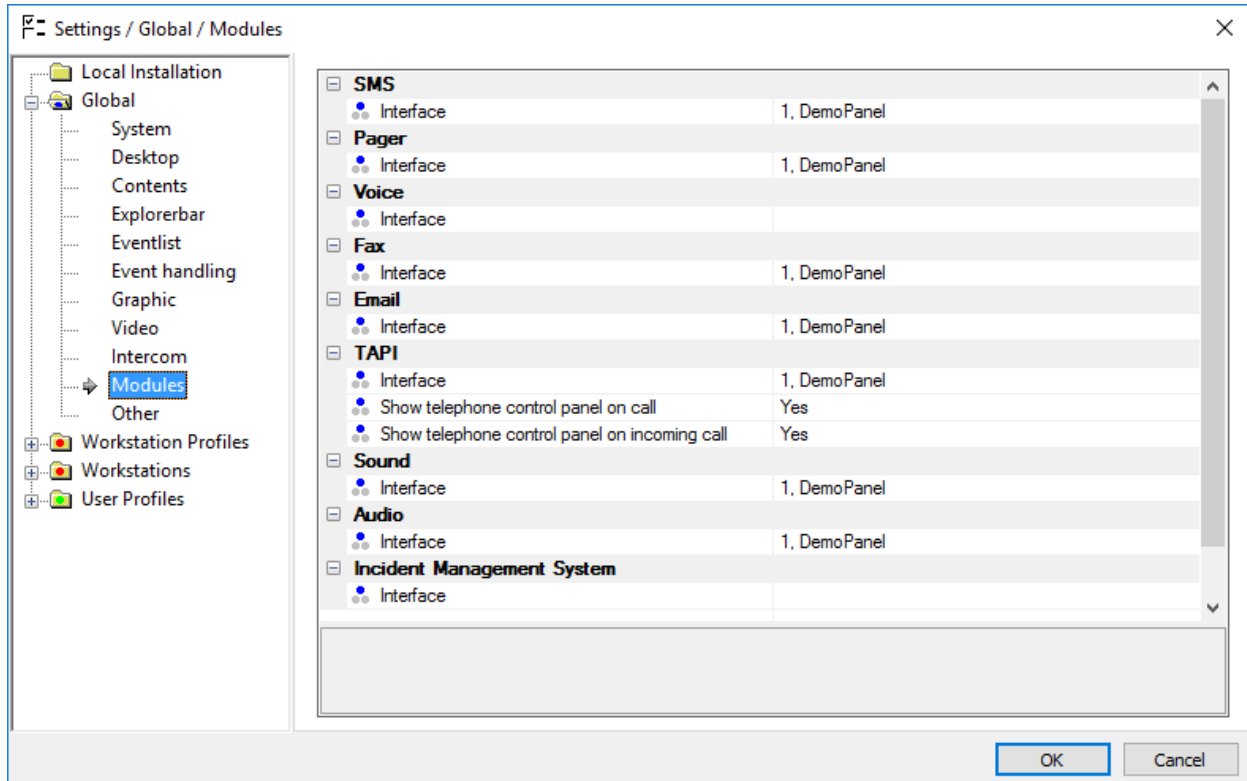 Settings / Global / Modules
Local Installation
Global
System
Desktop
Contents
Explorerbar
Eventlist
Event handling
Graphic
Video
Intercom
Modules
Other
Workstation Profiles
Workstations
User Profiles
SMS
Interface 1, DemoPanel
Pager
Interface 1, DemoPanel
Voice
Interface
Fax
Interface 1, DemoPanel
Email
Interface 1, DemoPanel
TAPI
Interface 1, DemoPanel
Show telephone control panel on call Yes
Show telephone control panel on incoming call Yes
Sound
Interface 1, DemoPanel
Audio
Interface 1, DemoPanel
Incident Management System
Interface
OK Cancel